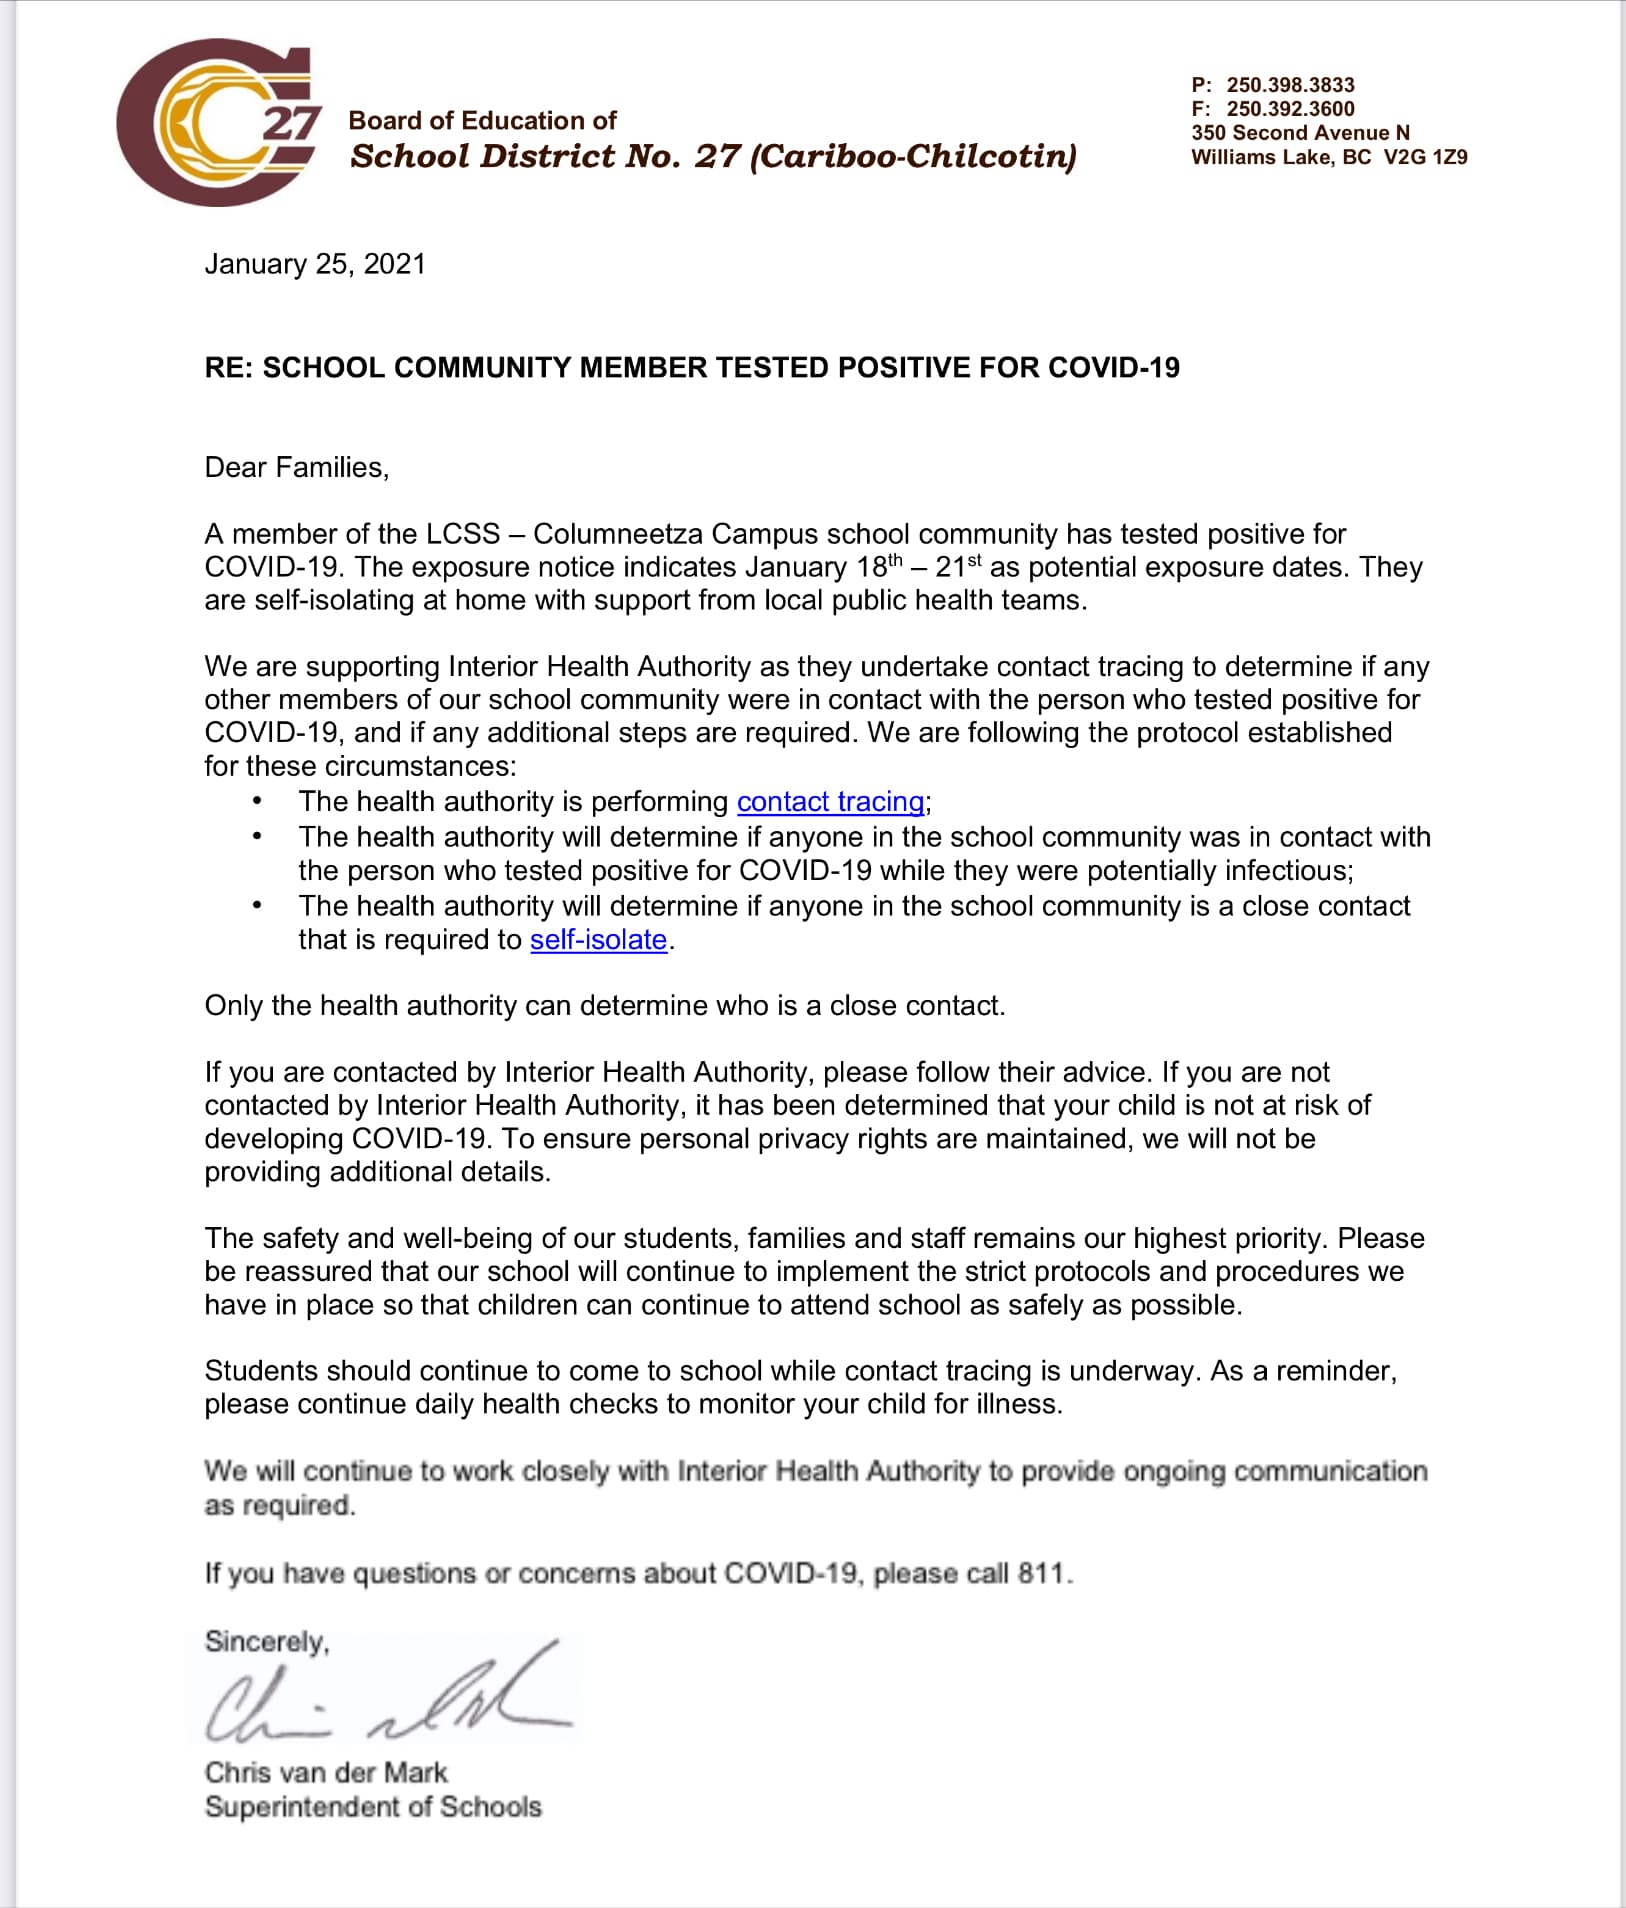 27
Board of Education of
School District No. 27 (Cariboo-Chilcotin)
P: 250.398.3833
F: 250.392.3600
350 Second Avenue N
Williams Lake, BC V2G 1Z9
January 25, 2021
RE: SCHOOL COMMUNITY MEMBER TESTED POSITIVE FOR COVID-19
Dear Families,
A member of the LCSS – Columneetza Campus school community has tested positive for
COVID-19. The exposure notice indicates January 18th – 21st as potential exposure dates. They
are self-isolating at home with support from local public health teams.
We are supporting Interior Health Authority as they undertake contact tracing to determine if any
other members of our school community were in contact with the person who tested positive for
COVID-19, and if any additional steps are required. We are following the protocol established
for these circumstances:
• The health authority is performing contact tracing;
• The health authority will determine if anyone in the school community was in contact with
the person who tested positive for COVID-19 while they were potentially infectious;
• The health authority will determine if anyone in the school community is a close contact
that is required to self-isolate.
Only the health authority can determine who is a close contact.
If you are contacted by Interior Health Authority, please follow their advice. If you are not
contacted by Interior Health Authority, it has been determined that your child is not at risk of
developing COVID-19. To ensure personal privacy rights are maintained, we will not be
providing additional details.
The safety and well-being of our students, families and staff remains our highest priority. Please
be reassured that our school will continue to implement the strict protocols and procedures we
have in place so that children can continue to attend school as safely as possible.
Students should continue to come to school while contact tracing is underway. As a reminder,
please continue daily health checks to monitor your child for illness.
We will continue to work closely with Interior Health Authority to provide ongoing communication
as required.
If you have questions or concerns about COVID-19, please call 811.
Sincerely,
Chris van der Mark
Superintendent of Schools